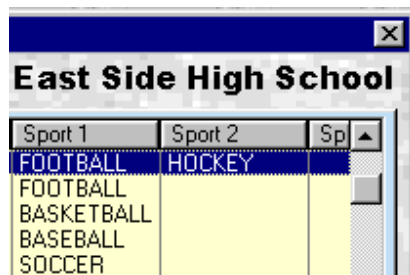 East Side High School
Sport 1 Sport 2 Sp
FOOTBALL HOCKEY
FOOTBALL
BASKETBALL
BASEBALL
SOCCER